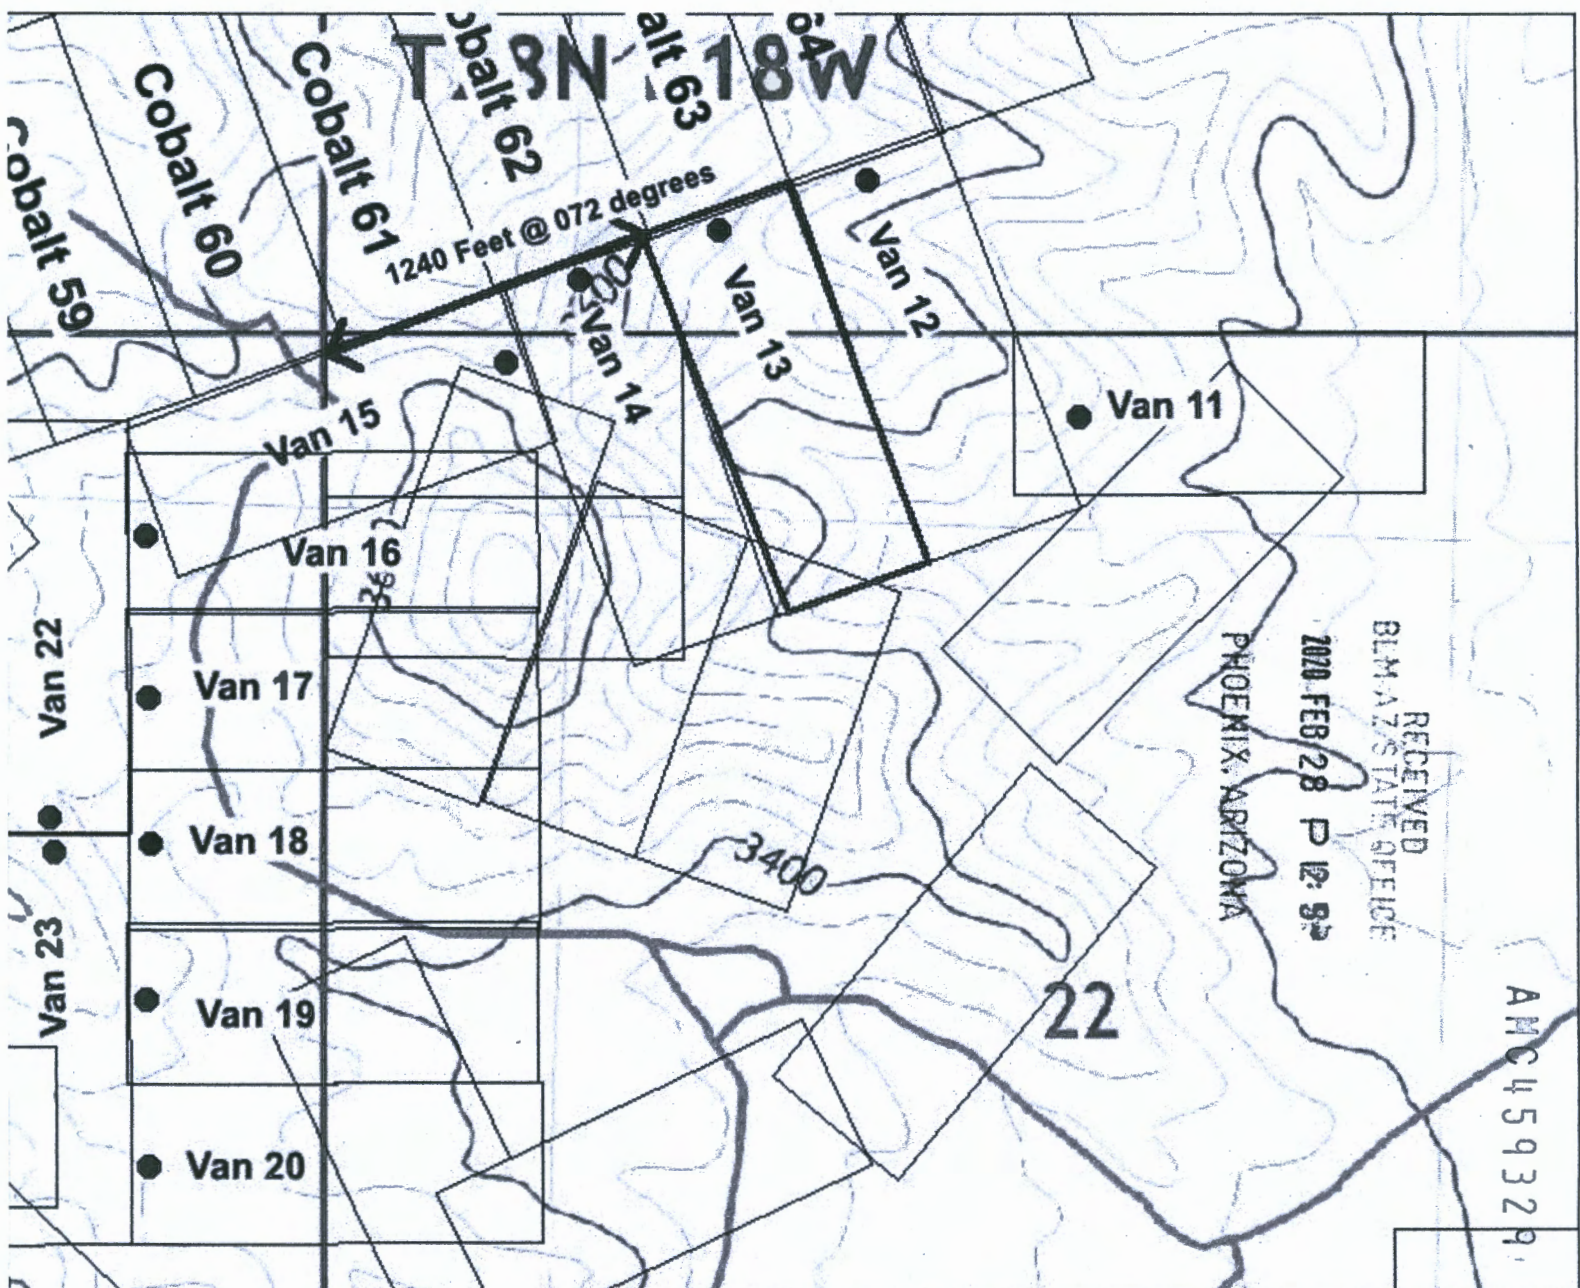 18W
Cobalt 59
Cobalt 60
Cobalt 61
obalt 62
alt 63
64
1240 Feet @ 072 degrees
Van 12
Van 13
Van 14
Van 11
Van 15
Van 16
Van 22
Van 17
Van 18
3400
Van 23
Van 19
22
Van 20
RECEIVED
BLM AZ STATE OFFICE
2020 FEB 28 P 12:
PHOENIX, ARIZONA
AMC459329